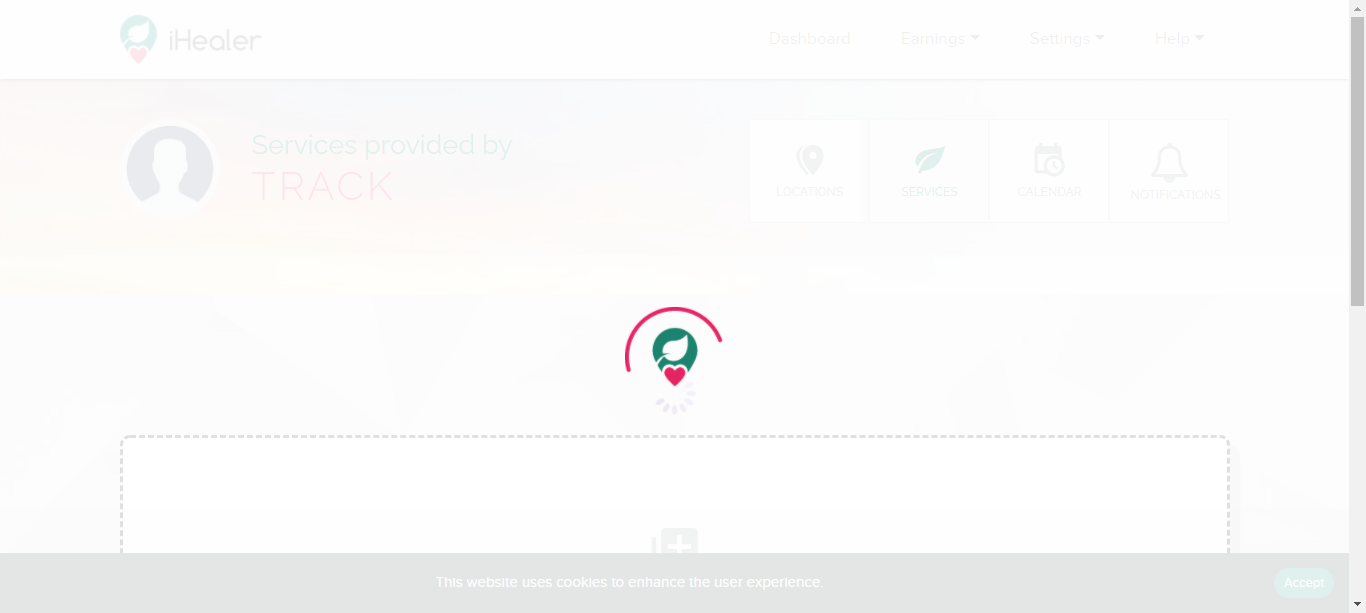 iHealer
Dashboard Earnings Settings Help
Services provided by
TRACK
LOCATIONS SERVICES CALENDAR NOTIFICATIONS
This website uses cookies to enhance the user experience. Accept